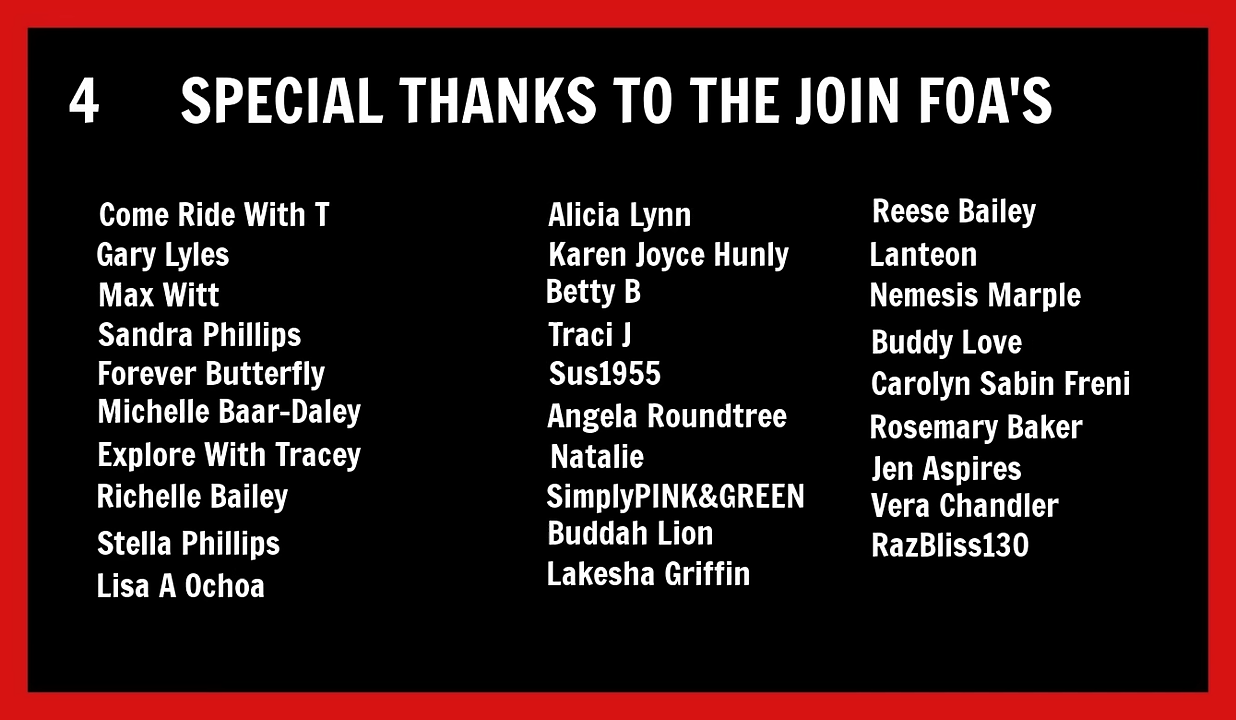 4 SPECIAL THANKS TO THE JOIN FOA'S
Come Ride With T
Gary Lyles
Max Witt
Sandra Phillips
Forever Butterfly
Michelle Baar-Daley
Explore With Tracey
Richelle Bailey
Stella Phillips
Lisa A Ochoa
Alicia Lynn
Karen Joyce Hunly
Betty B
Traci J
Sus1955
Angela Roundtree
Natalie
SimplyPINK&GREEN
Buddah Lion
Lakesha Griffin
Reese Bailey
Lanteon
Nemesis Marple
Buddy Love
Carolyn Sabin Freni
Rosemary Baker
Jen Aspires
Vera Chandler
RazBliss130